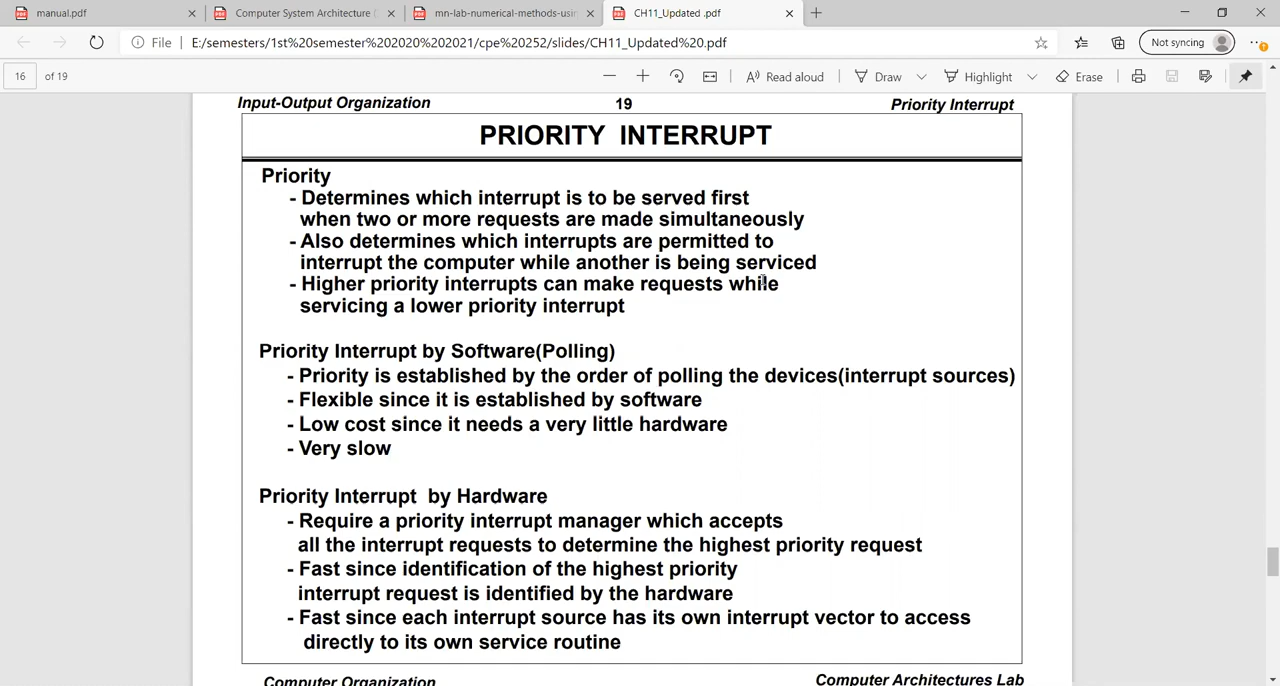 manual.pdf
Computer System Architecture (
mn-lab-numerical-methods-usin
CH11_Updated .pdf
File
E:/semesters/1st%20semester%202020%202021/cpe%20252/slides/CH11_Updated%20.pdf
Not syncing
16 of 19
Read aloud
Draw
Highlight
Erase
Input-Output Organization 19 Priority Interrupt
PRIORITY INTERRUPT
Priority
- Determines which interrupt is to be served first
when two or more requests are made simultaneously
- Also determines which interrupts are permitted to
interrupt the computer while another is being serviced
- Higher priority interrupts can make requests while
servicing a lower priority interrupt
Priority Interrupt by Software(Polling)
- Priority is established by the order of polling the devices(interrupt sources)
- Flexible since it is established by software
- Low cost since it needs a very little hardware
- Very slow
Priority Interrupt by Hardware
- Require a priority interrupt manager which accepts
all the interrupt requests to determine the highest priority request
- Fast since identification of the highest priority
interrupt request is identified by the hardware
- Fast since each interrupt source has its own interrupt vector to access
directly to its own service routine
Computer Organization Computer Architectures Lab